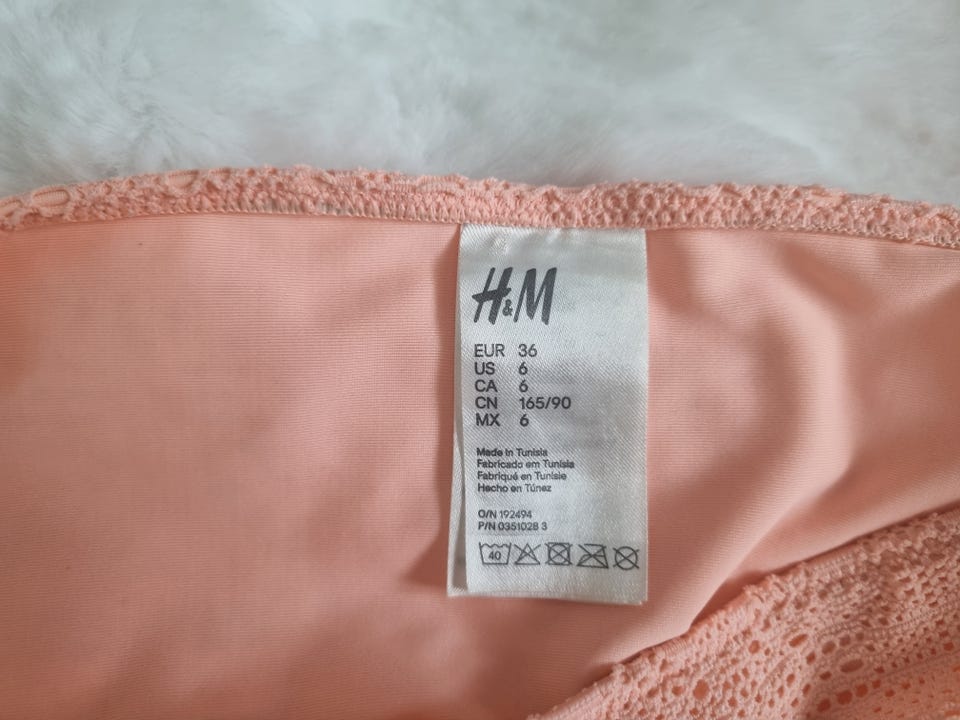 H&M
EUR 36
US 6
CA 6
CN 165/90
MX 6
Made in Tunisia
Fabricado em Tunísia
Fabriqué en Tunisie
Hecho en Túnez
O/N 192494
P/N 0351028 3
40